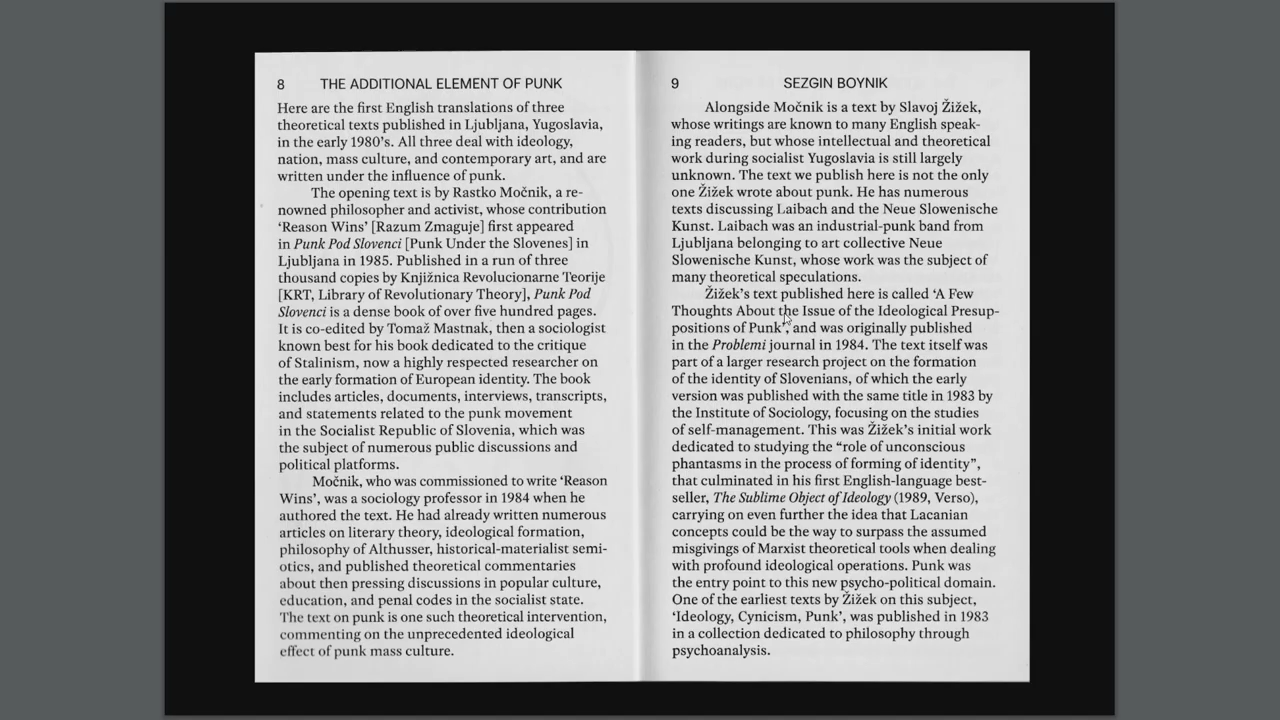 8 THE ADDITIONAL ELEMENT OF PUNK
Here are the first English translations of three
theoretical texts published in Ljubljana, Yugoslavia,
in the early 1980's. All three deal with ideology,
nation, mass culture, and contemporary art, and are
written under the influence of punk.
The opening text is by Rastko Močnik, a re-
nowned philosopher and activist, whose contribution
‘Reason Wins’ [Razum Zmaguje] first appeared
in Punk Pod Slovenci [Punk Under the Slovenes] in
Ljubljana in 1985. Published in a run of three
thousand copies by Knjižnica Revolucionarne Teorije
[KRT, Library of Revolutionary Theory], Punk Pod
Slovenci is a dense book of over five hundred pages.
It is co-edited by Tomaž Mastnak, then a sociologist
known best for his book dedicated to the critique
of Stalinism, now a highly respected researcher on
the early formation of European identity. The book
includes articles, documents, interviews, transcripts,
and statements related to the punk movement
in the Socialist Republic of Slovenia, which was
the subject of numerous public discussions and
political platforms.
Močnik, who was commissioned to write ‘Reason
Wins’, was a sociology professor in 1984 when he
authored the text. He had already written numerous
articles on literary theory, ideological formation,
philosophy of Althusser, historical-materialist semi-
otics, and published theoretical commentaries
about then pressing discussions in popular culture,
education, and penal codes in the socialist state.
The text on punk is one such theoretical intervention,
commenting on the unprecedented ideological
effect of punk mass culture.
9 SEZGIN BOYNIK
Alongside Močnik is a text by Slavoj Žižek,
whose writings are known to many English speak-
ing readers, but whose intellectual and theoretical
work during socialist Yugoslavia is still largely
unknown. The text we publish here is not the only
one Žižek wrote about punk. He has numerous
texts discussing Laibach and the Neue Slowenische
Kunst. Laibach was an industrial-punk band from
Ljubljana belonging to art collective Neue
Slowenische Kunst, whose work was the subject of
many theoretical speculations.
Žižek’s text published here is called ‘A Few
Thoughts About the Issue of the Ideological Presup-
positions of Punk’, and was originally published
in the Problemi journal in 1984. The text itself was
part of a larger research project on the formation
of the identity of Slovenians, of which the early
version was published with the same title in 1983 by
the Institute of Sociology, focusing on the studies
of self-management. This was Žižek’s initial work
dedicated to studying the “role of unconscious
phantasms in the process of forming of identity”,
that culminated in his first English-language best-
seller, The Sublime Object of Ideology (1989, Verso),
carrying on even further the idea that Lacanian
concepts could be the way to surpass the assumed
misgivings of Marxist theoretical tools when dealing
with profound ideological operations. Punk was
the entry point to this new psycho-political domain.
One of the earliest texts by Žižek on this subject,
‘Ideology, Cynicism, Punk’, was published in 1983
in a collection dedicated to philosophy through
psychoanalysis.